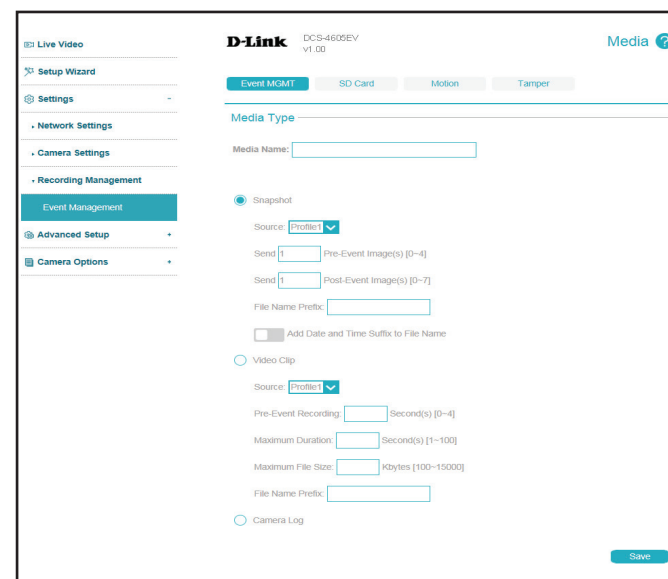 Live Video
Setup Wizard
Settings -
Network Settings
Camera Settings
Recording Management
Event Management
Advanced Setup +
Camera Options +
D-Link DCS-4605EV
v1.00
Media ?
Event MGMT SD Card Motion Tamper
Media Type
Media Name:
Snapshot
Source: Profile1
Send 1 Pre-Event Image(s) [0~4]
Send 1 Post-Event Image(s) [0~7]
File Name Prefix:
Add Date and Time Suffix to File Name
Video Clip
Source: Profile1
Pre-Event Recording: Second(s) [0~4]
Maximum Duration: Second(s) [1~100]
Maximum File Size: Kbytes [100~15000]
File Name Prefix:
Camera Log
Save